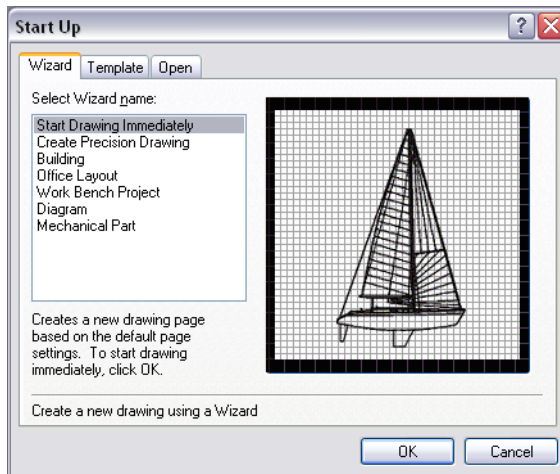 Start Up
Wizard Template Open
Select Wizard name:
Start Drawing Immediately
Create Precision Drawing
Building
Office Layout
Work Bench Project
Diagram
Mechanical Part
Creates a new drawing page
based on the default page
settings. To start drawing
immediately, click OK.
Create a new drawing using a Wizard
OK Cancel